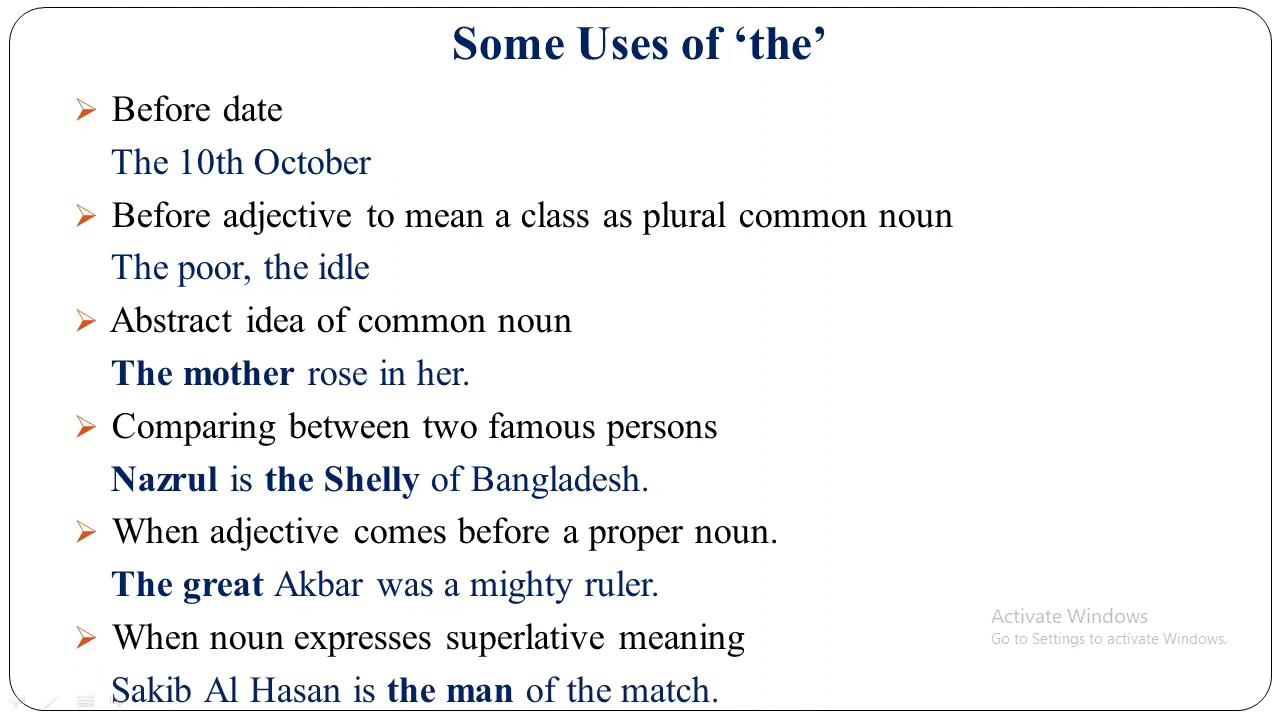 Some Uses of ‘the’
Before date
The 10th October
Before adjective to mean a class as plural common noun
The poor, the idle
Abstract idea of common noun
The mother rose in her.
Comparing between two famous persons
Nazrul is the Shelly of Bangladesh.
When adjective comes before a proper noun.
The great Akbar was a mighty ruler.
When noun expresses superlative meaning
Sakib Al Hasan is the man of the match.
Activate Windows
Go to Settings to activate Windows.